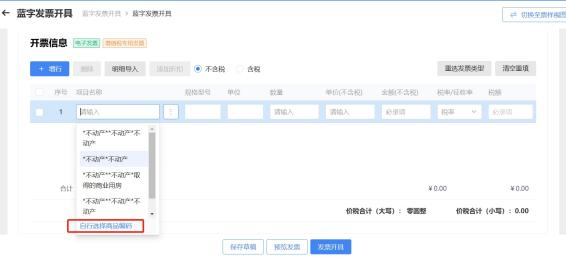 ← 蓝字发票开具 蓝字发票开具 > 蓝字发票开具 ⇄ 切换至票样视图
开票信息 电子发票 增值税专用发票
+ 增行 删除 明细导入 添加折扣 不含税 含税 重选发票类型 清空重填
序号 项目名称 规格型号 单位 数量 单价(不含税) 金额(不含税) 税率/征收率 税额
1 请输入 请输入 请输入 必录项 税率 必录项
*不动产**不动产*不
动产
*不动产*不动产
*不动产**不动产*取
得的商业用房
*不动产**不动产*不
动产
自行选择商品编码
合计 ¥ 0.00 ¥ 0.00
价税合计（大写）： 零圆整 价税合计（小写）: 0.00
保存草稿 预览发票 发票开具